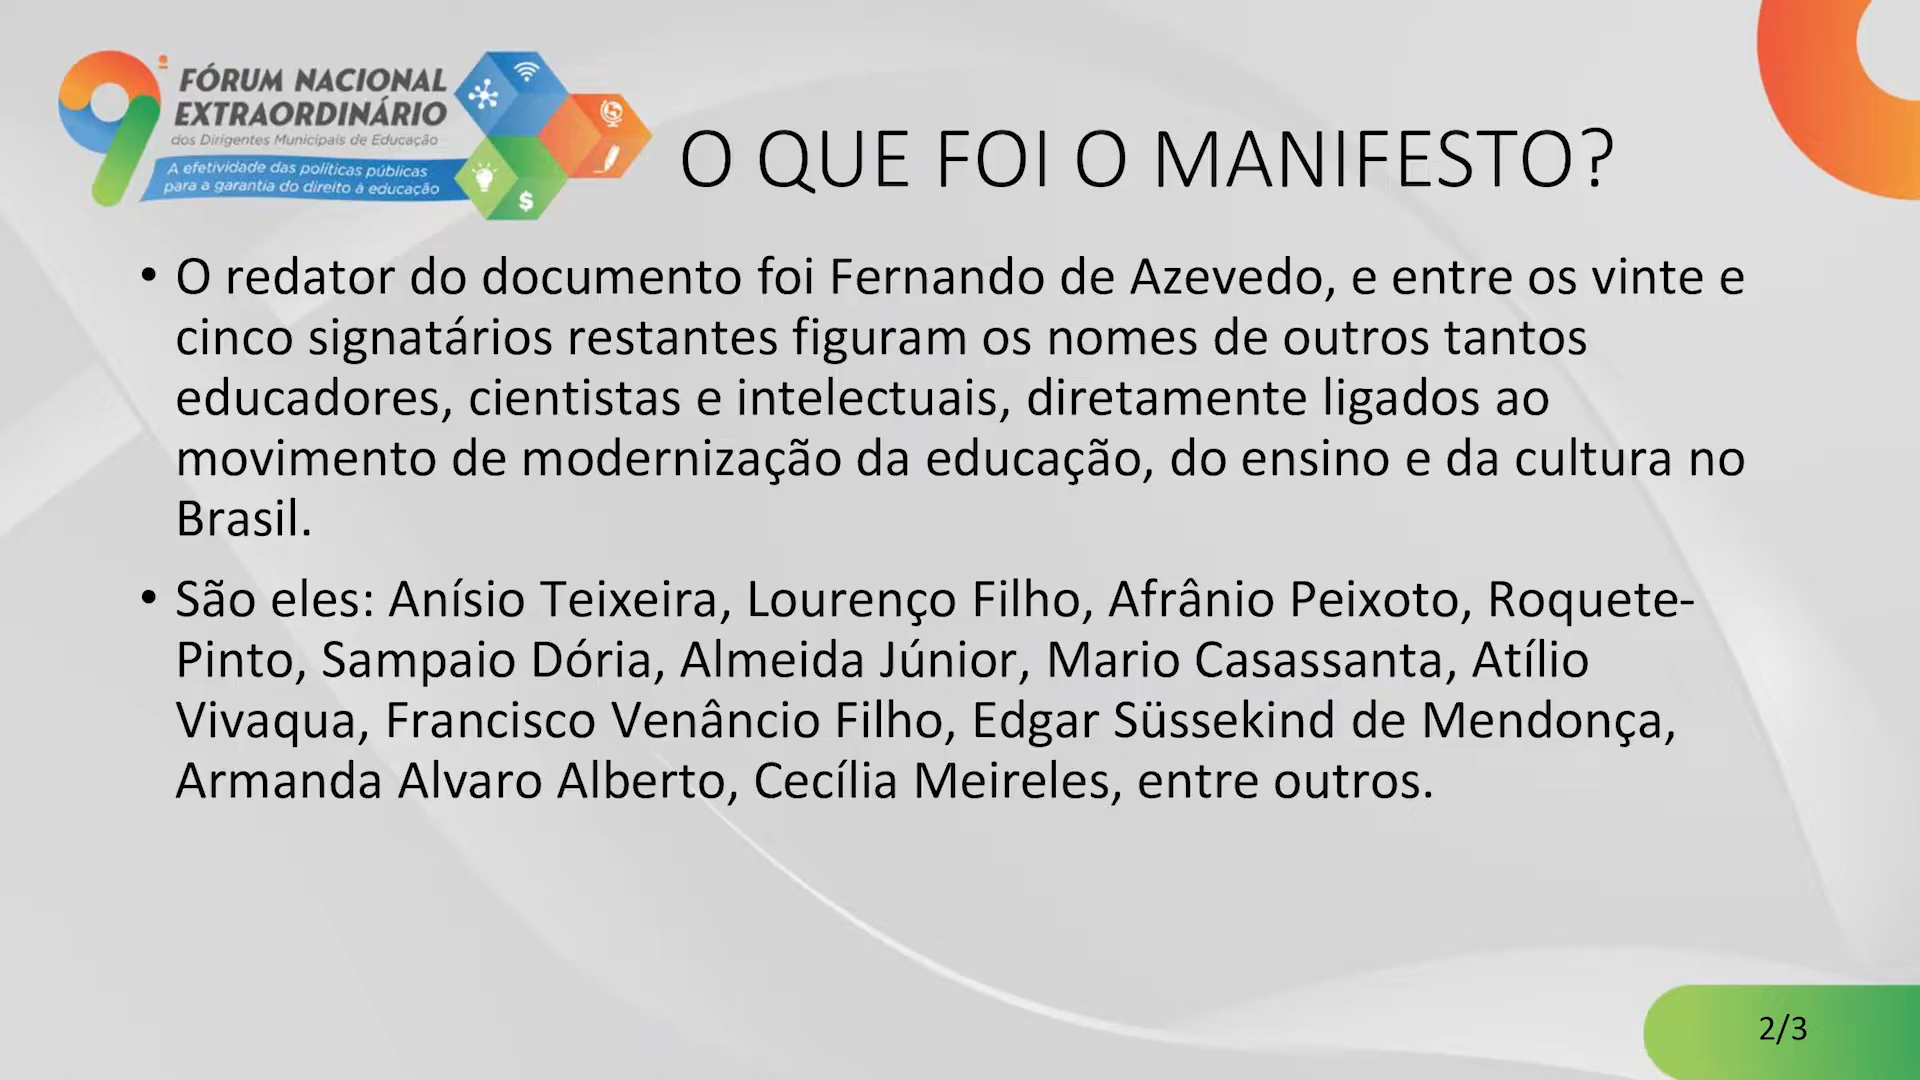 9º
FÓRUM NACIONAL
EXTRAORDINÁRIO
dos Dirigentes Municipais de Educação
A efetividade das políticas públicas
para a garantia do direito à educação
$
O QUE FOI O MANIFESTO?
• O redator do documento foi Fernando de Azevedo, e entre os vinte e
cinco signatários restantes figuram os nomes de outros tantos
educadores, cientistas e intelectuais, diretamente ligados ao
movimento de modernização da educação, do ensino e da cultura no
Brasil.
• São eles: Anísio Teixeira, Lourenço Filho, Afrânio Peixoto, Roquete-
Pinto, Sampaio Dória, Almeida Júnior, Mario Casassanta, Atílio
Vivaqua, Francisco Venâncio Filho, Edgar Süssekind de Mendonça,
Armanda Alvaro Alberto, Cecília Meireles, entre outros.
2/3